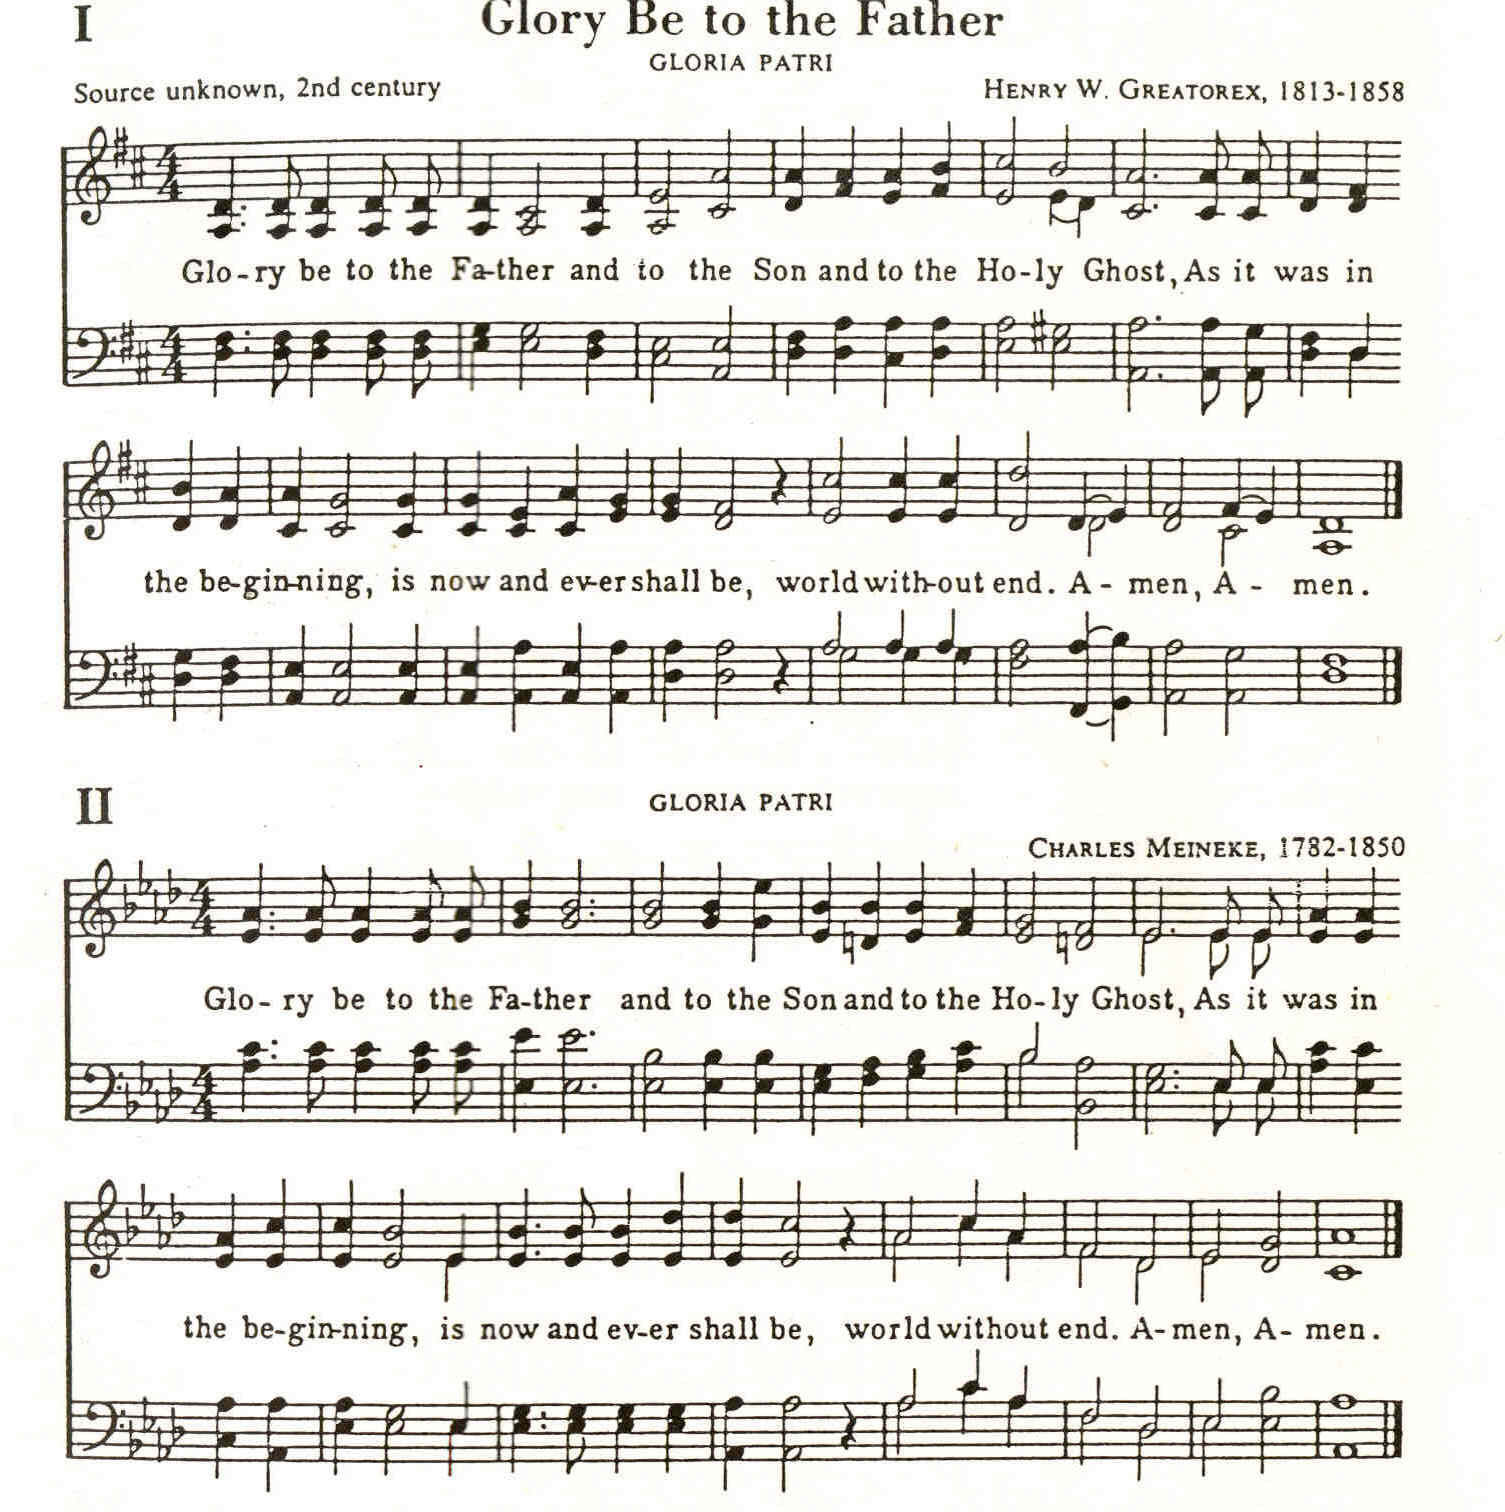 I
Glory Be to the Father
GLORIA PATRI
Source unknown, 2nd century
HENRY W. GREATOREX, 1813-1858
Glo-ry be to the Fa-ther and to the Son and to the Ho-ly Ghost, As it was in
the be-gin-ning, is now and ev-er shall be, world with-out end. A - men, A - men.
II
GLORIA PATRI
CHARLES MEINEKE, 1782-1850
Glo-ry be to the Fa-ther and to the Son and to the Ho-ly Ghost, As it was in
the be-gin-ning, is now and ev-er shall be, world without end. A-men, A- men.